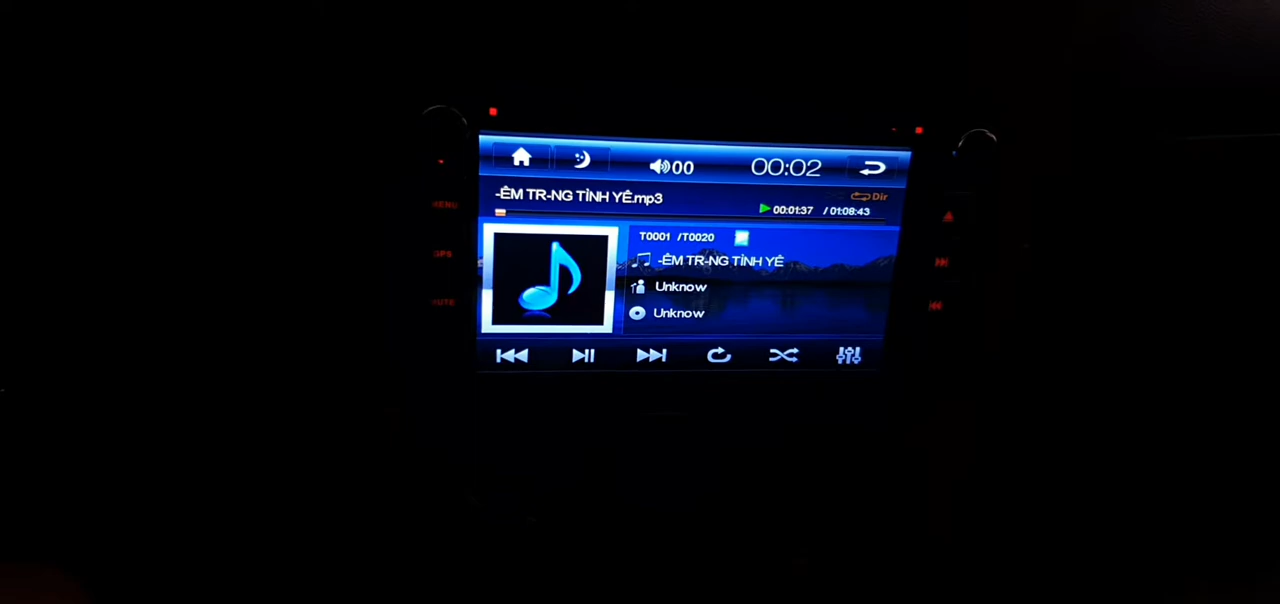 00 00:02
-ÊM TR-NG TÌNH YÊ.mp3
Dir
00:01:37 / 01:08:43
MENU
T0001 /T0020
-ÊM TR-NG TÌNH YÊ
GPS
Unknow
MUTE
Unknow